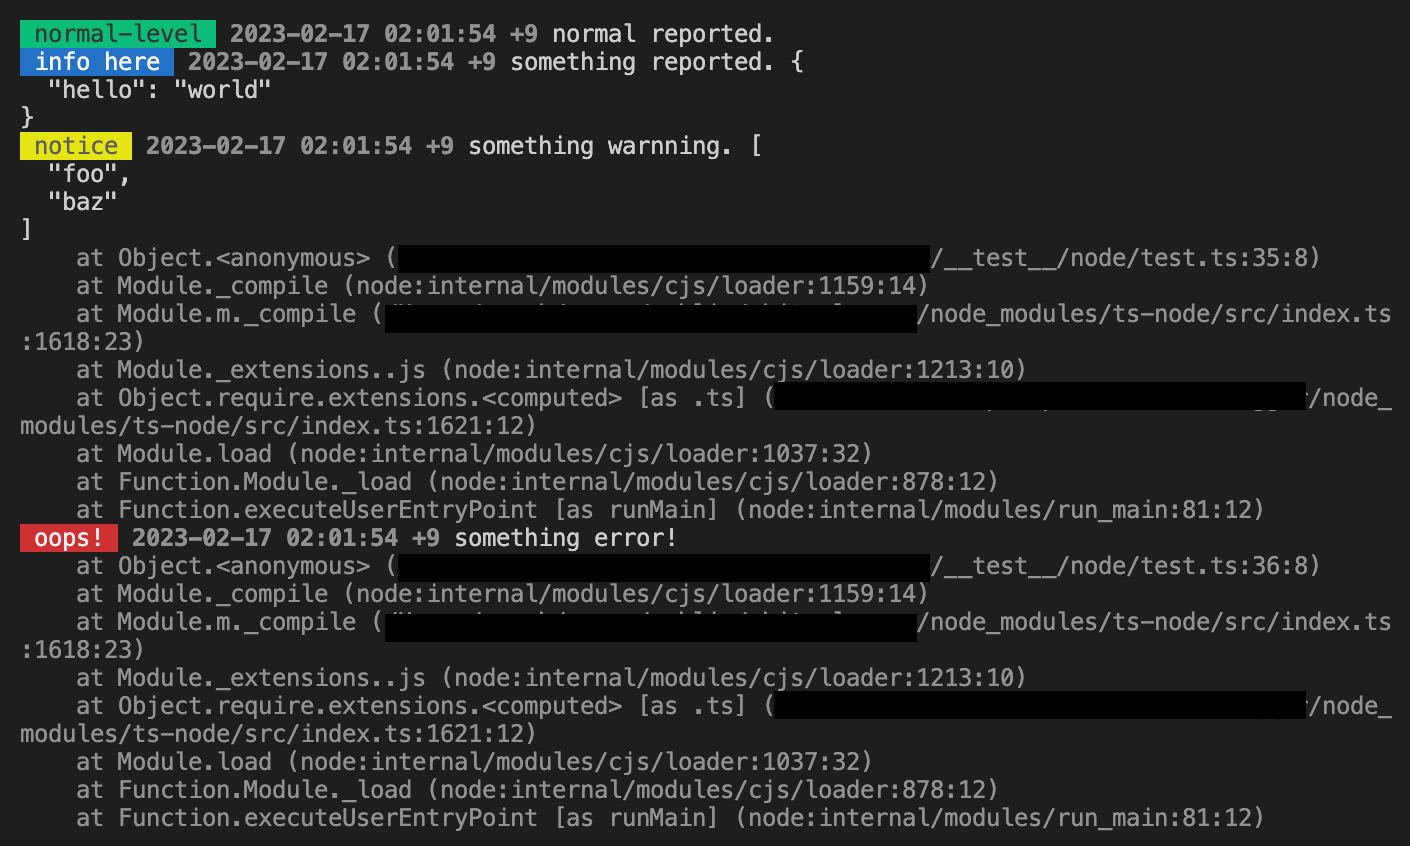 normal-level 2023-02-17 02:01:54 +9 normal reported.
info here 2023-02-17 02:01:54 +9 something reported. {
  "hello": "world"
}
notice 2023-02-17 02:01:54 +9 something warnning. [
  "foo",
  "baz"
]
    at Object.<anonymous> (/__test__/node/test.ts:35:8)
    at Module._compile (node:internal/modules/cjs/loader:1159:14)
    at Module.m._compile (/node_modules/ts-node/src/index.ts
:1618:23)
    at Module._extensions..js (node:internal/modules/cjs/loader:1213:10)
    at Object.require.extensions.<computed> [as .ts] (/node_
modules/ts-node/src/index.ts:1621:12)
    at Module.load (node:internal/modules/cjs/loader:1037:32)
    at Function.Module._load (node:internal/modules/cjs/loader:878:12)
    at Function.executeUserEntryPoint [as runMain] (node:internal/modules/run_main:81:12)
oops! 2023-02-17 02:01:54 +9 something error!
    at Object.<anonymous> (/__test__/node/test.ts:36:8)
    at Module._compile (node:internal/modules/cjs/loader:1159:14)
    at Module.m._compile (/node_modules/ts-node/src/index.ts
:1618:23)
    at Module._extensions..js (node:internal/modules/cjs/loader:1213:10)
    at Object.require.extensions.<computed> [as .ts] (/node_
modules/ts-node/src/index.ts:1621:12)
    at Module.load (node:internal/modules/cjs/loader:1037:32)
    at Function.Module._load (node:internal/modules/cjs/loader:878:12)
    at Function.executeUserEntryPoint [as runMain] (node:internal/modules/run_main:81:12)